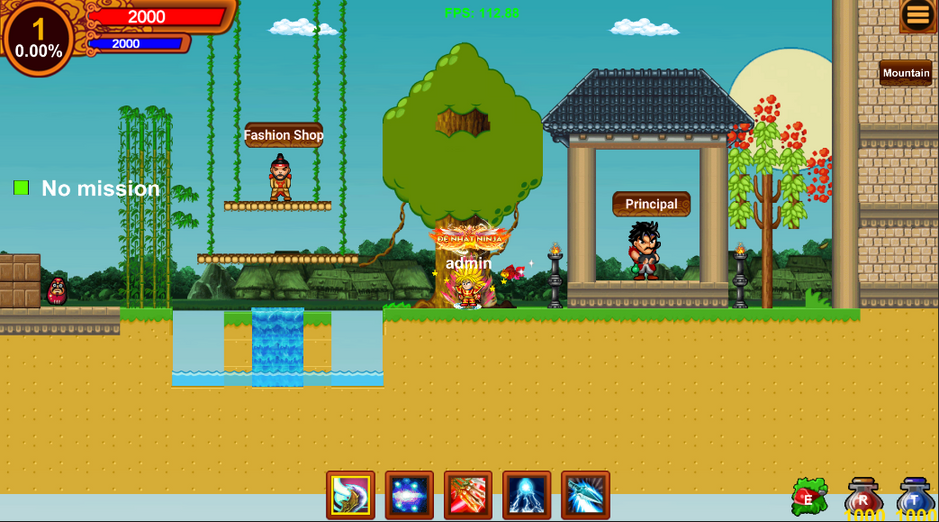 FPS: 112.88
1
0.00%
2000
2000
Mountain
Fashion Shop
No mission
Principal
ĐỆ NHẤT NINJA
admin
E
R
T
1000
1000